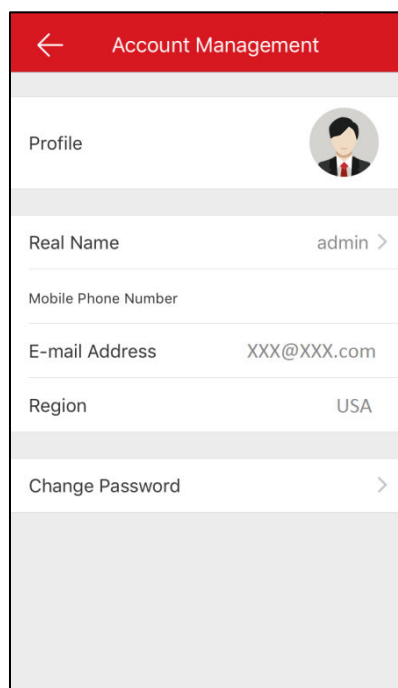 Account Management
Profile
Real Name admin
Mobile Phone Number
E-mail Address XXX@XXX.com
Region USA
Change Password